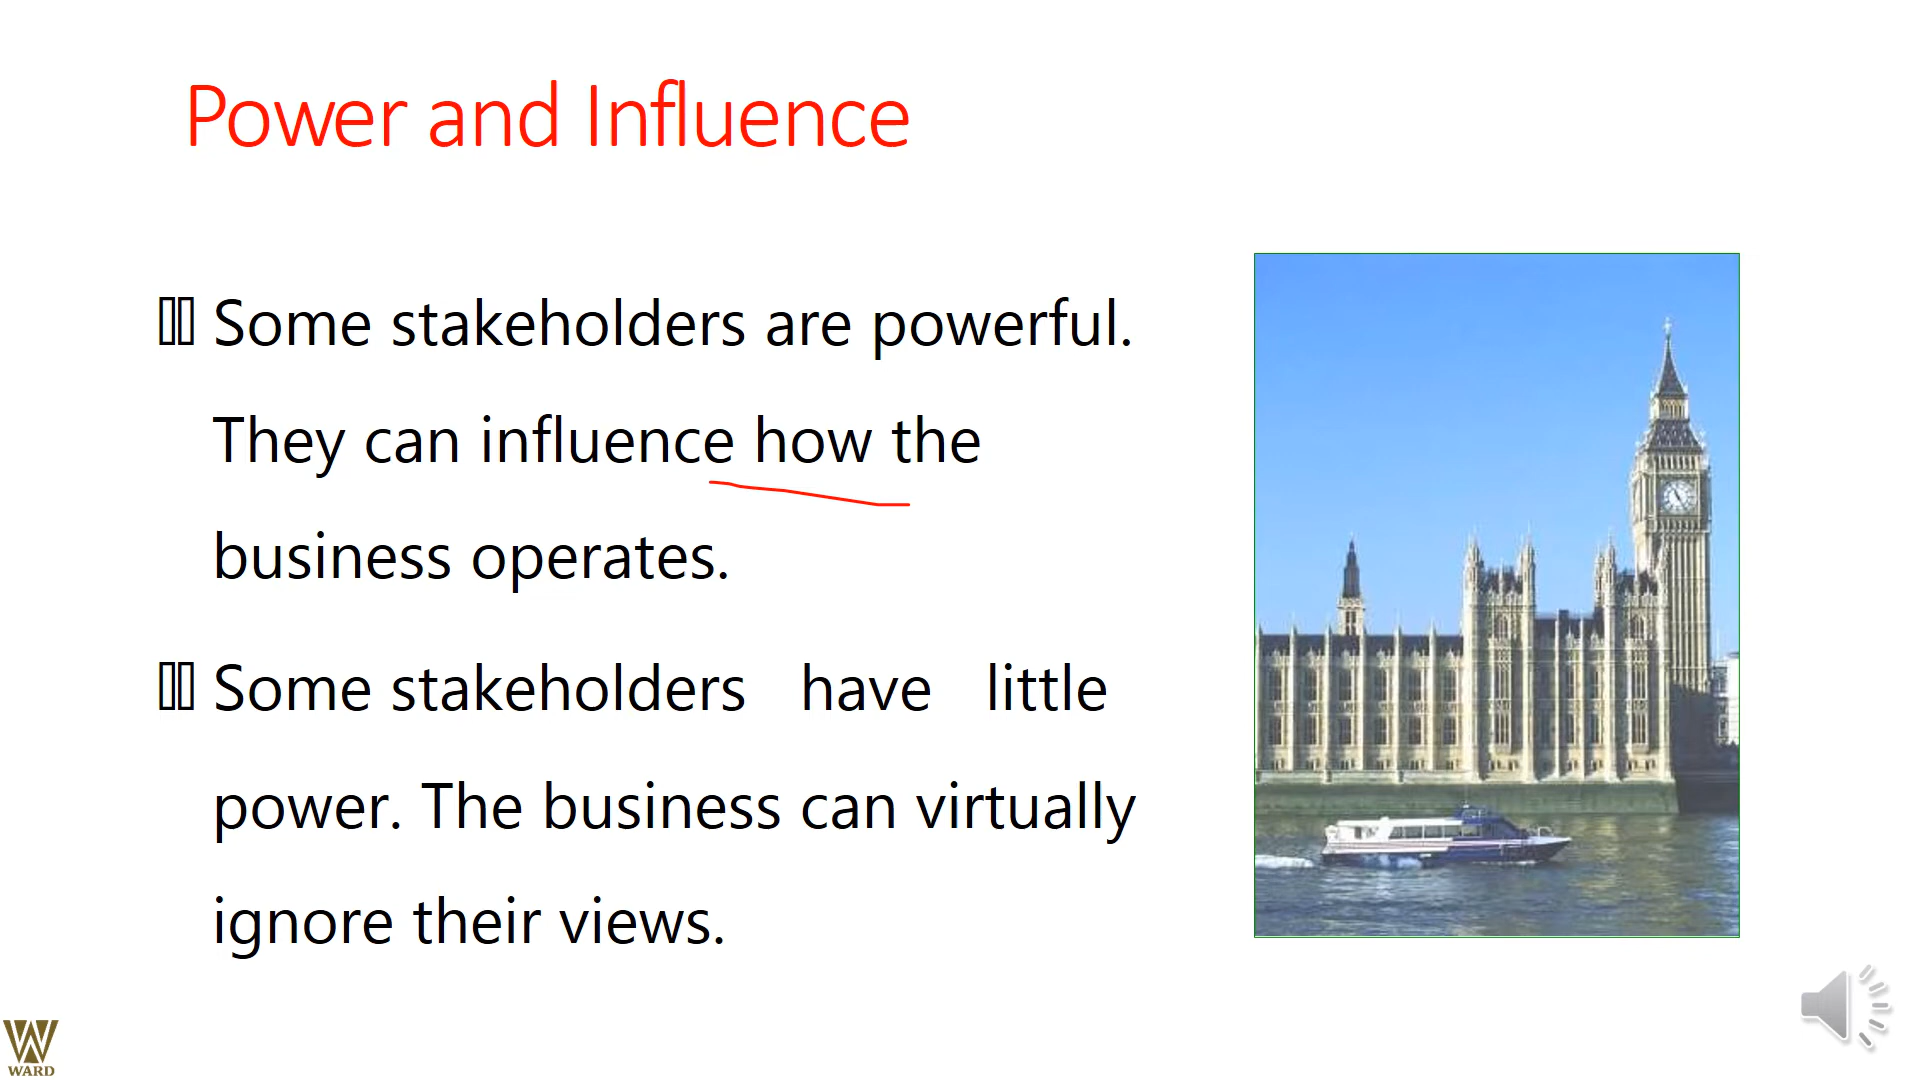 Power and Influence
Some stakeholders are powerful.
They can influence how the
business operates.
Some stakeholders have little
power. The business can virtually
ignore their views.
WARD